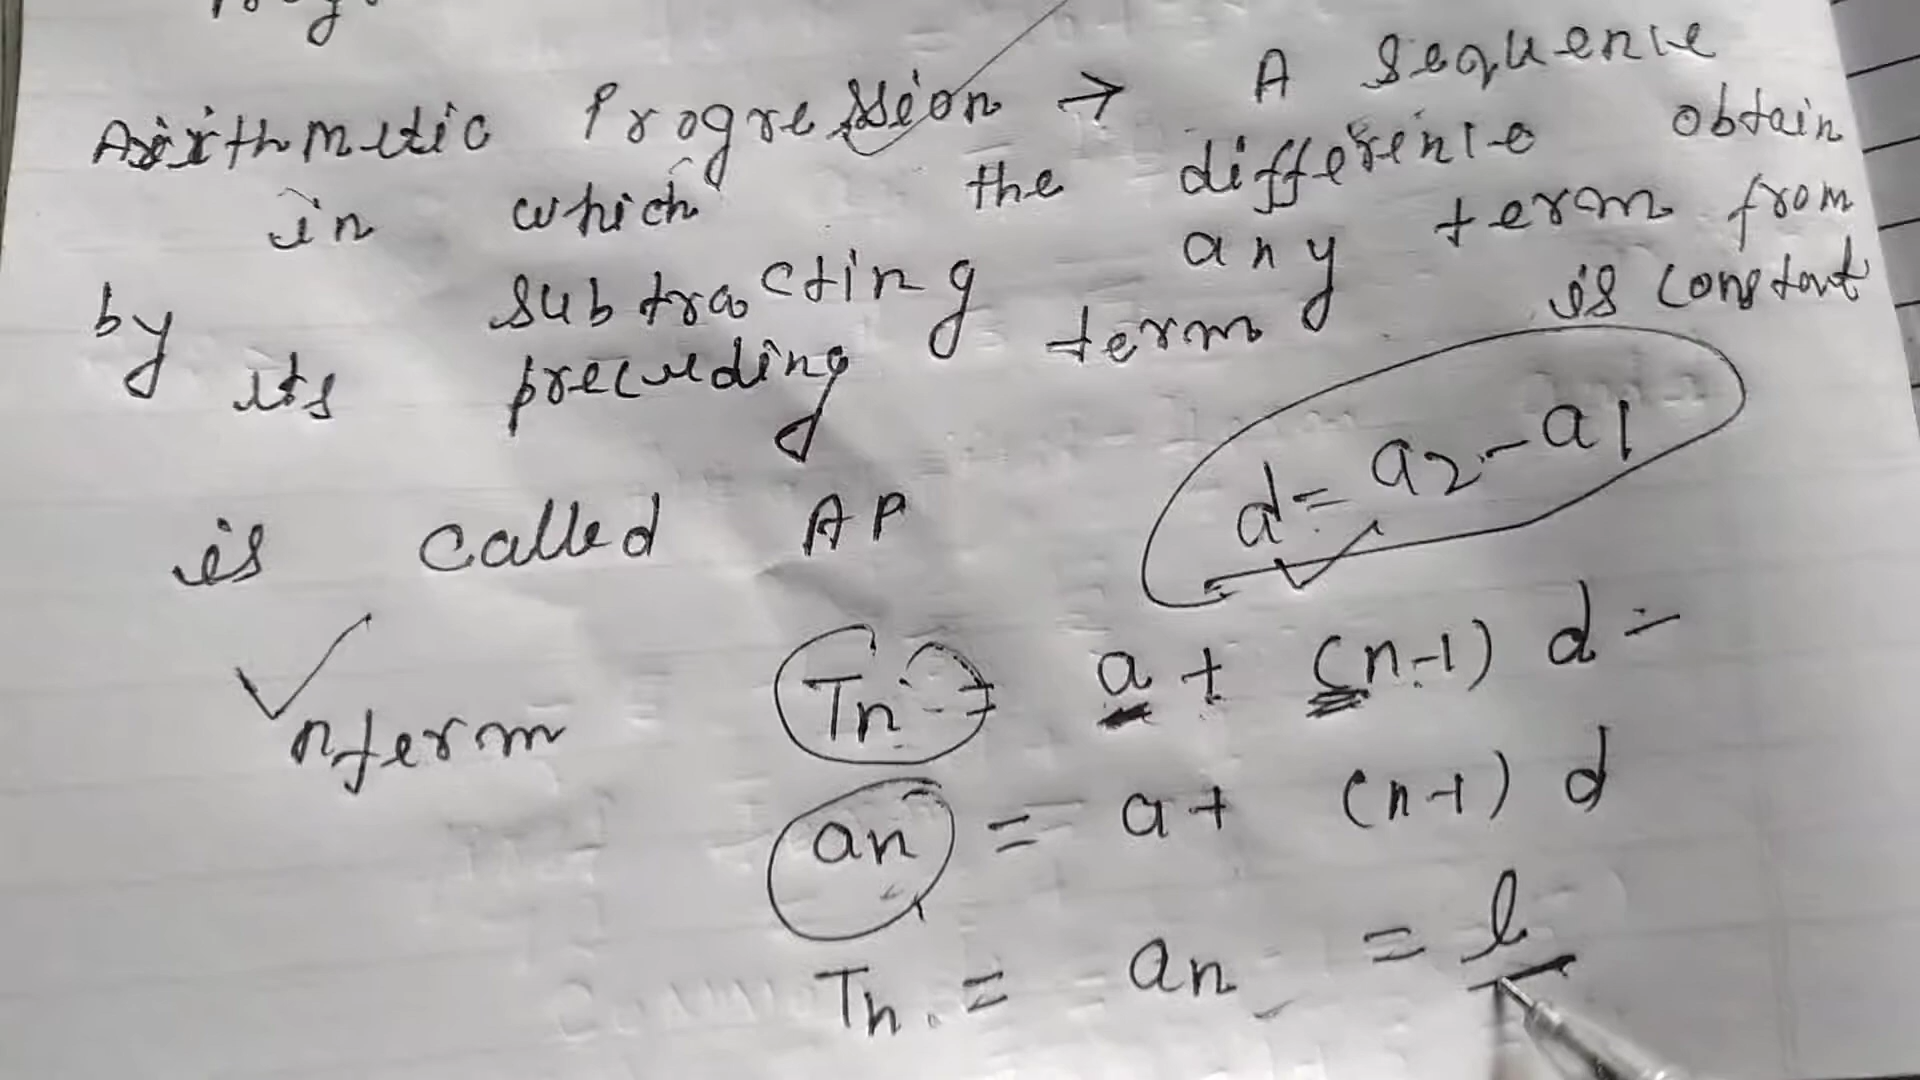 Arithmetic Progression → A sequence
in which the difference obtain
by subtracting any term from
its preceding term is constant
d = a2 - a1
is called AP
nterm Tn = a + (n-1) d =
an = a + (n-1) d
Tn = an = l